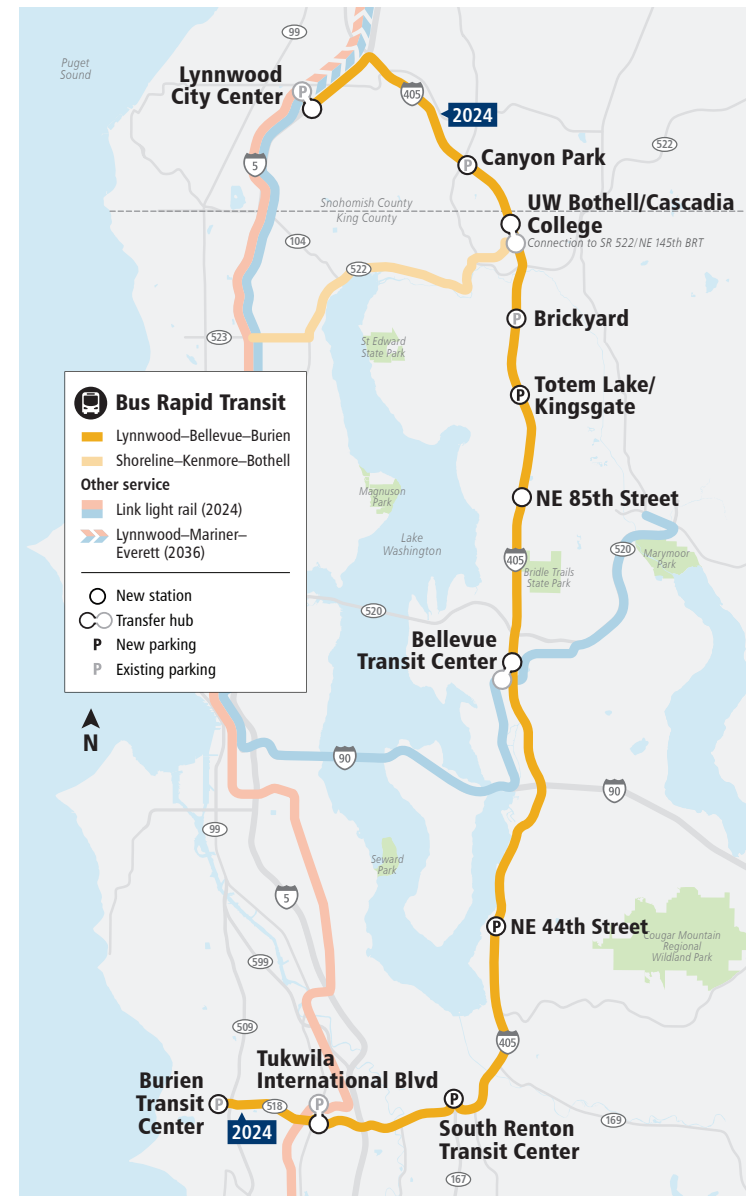 99
Puget
Sound
Lynnwood
City Center
P
405
2024
522
Canyon Park
P
5
UW Bothell/Cascadia
College
Snohomish County
King County
Connection to SR 522/NE 145th BRT
104
522
523
P
Brickyard
St Edward
State Park
P
Totem Lake/
Kingsgate
Bus Rapid Transit
Lynnwood–Bellevue–Burien
Shoreline–Kenmore–Bothell
Other service
Link light rail (2024)
Lynnwood–Mariner–
Everett (2036)
New station
Transfer hub
P New parking
P Existing parking
Magnuson
Park
NE 85th Street
Lake
Washington
405
520
Marymoor
Park
Bridle Trails
State Park
520
Bellevue
Transit Center
N
90
90
99
Seward
Park
5
P
NE 44th Street
Cougar Mountain
Regional
Wildland Park
599
509
405
Tukwila
International Blvd
Burien
Transit
Center
P
518
2024
P
P
South Renton
Transit Center
169
167